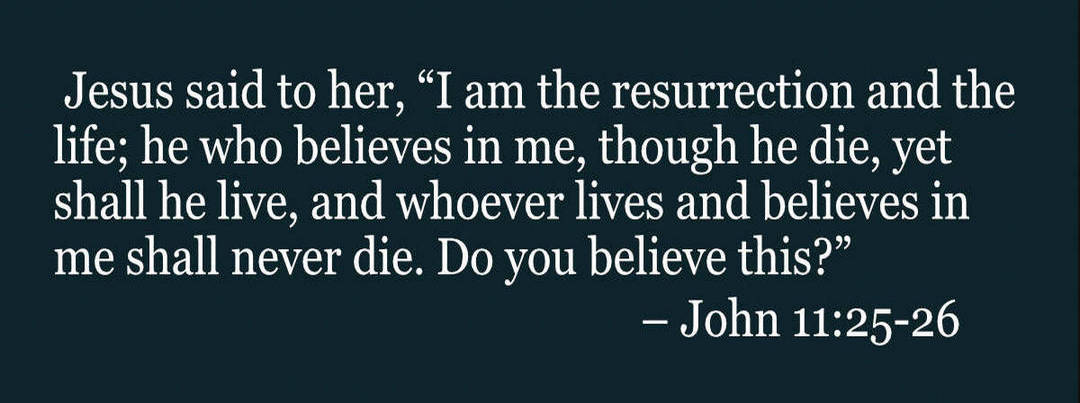 Jesus said to her, “I am the resurrection and the
life; he who believes in me, though he die, yet
shall he live, and whoever lives and believes in
me shall never die. Do you believe this?”
– John 11:25-26